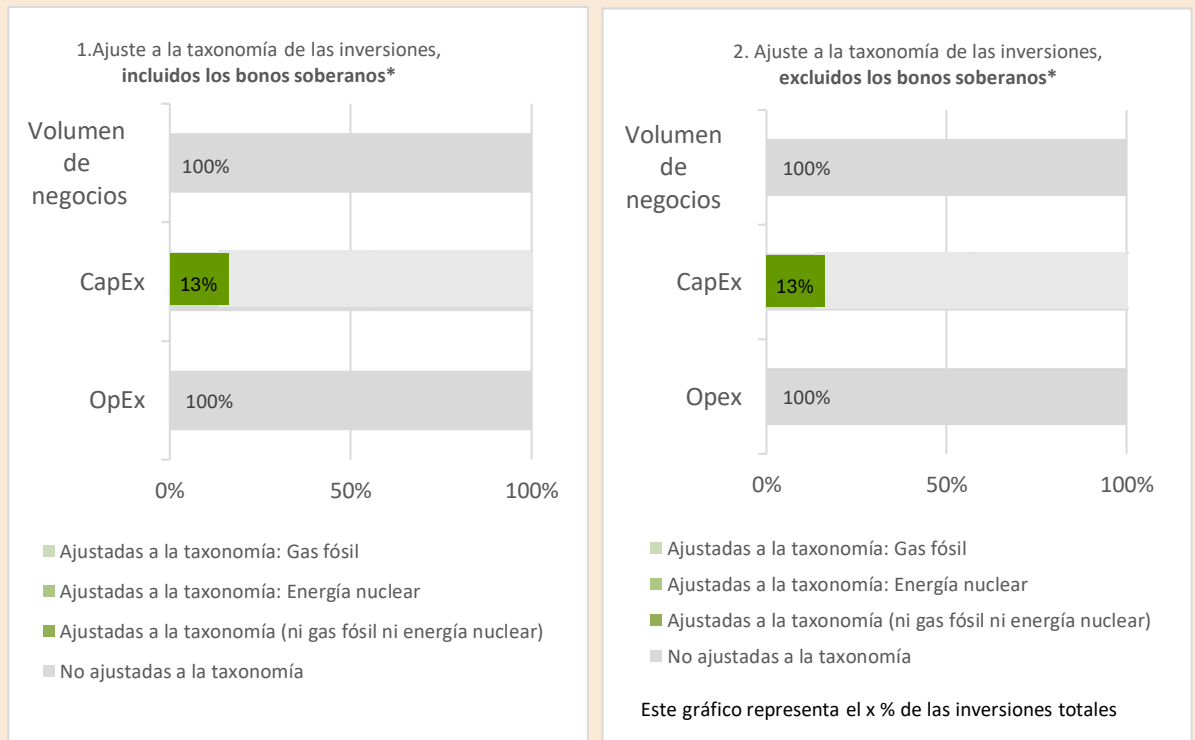 1.Ajuste a la taxonomía de las inversiones,
incluidos los bonos soberanos*
Volumen
de
negocios
100%
CapEx
13%
OpEx
100%
0%
50%
100%
Ajustadas a la taxonomía: Gas fósil
Ajustadas a la taxonomía: Energía nuclear
Ajustadas a la taxonomía (ni gas fósil ni energía nuclear)
No ajustadas a la taxonomía
2. Ajuste a la taxonomía de las inversiones,
excluidos los bonos soberanos*
Volumen
de
negocios
100%
CapEx
13%
Opex
100%
0%
50%
100%
Ajustadas a la taxonomía: Gas fósil
Ajustadas a la taxonomía: Energía nuclear
Ajustadas a la taxonomía (ni gas fósil ni energía nuclear)
No ajustadas a la taxonomía
Este gráfico representa el x % de las inversiones totales